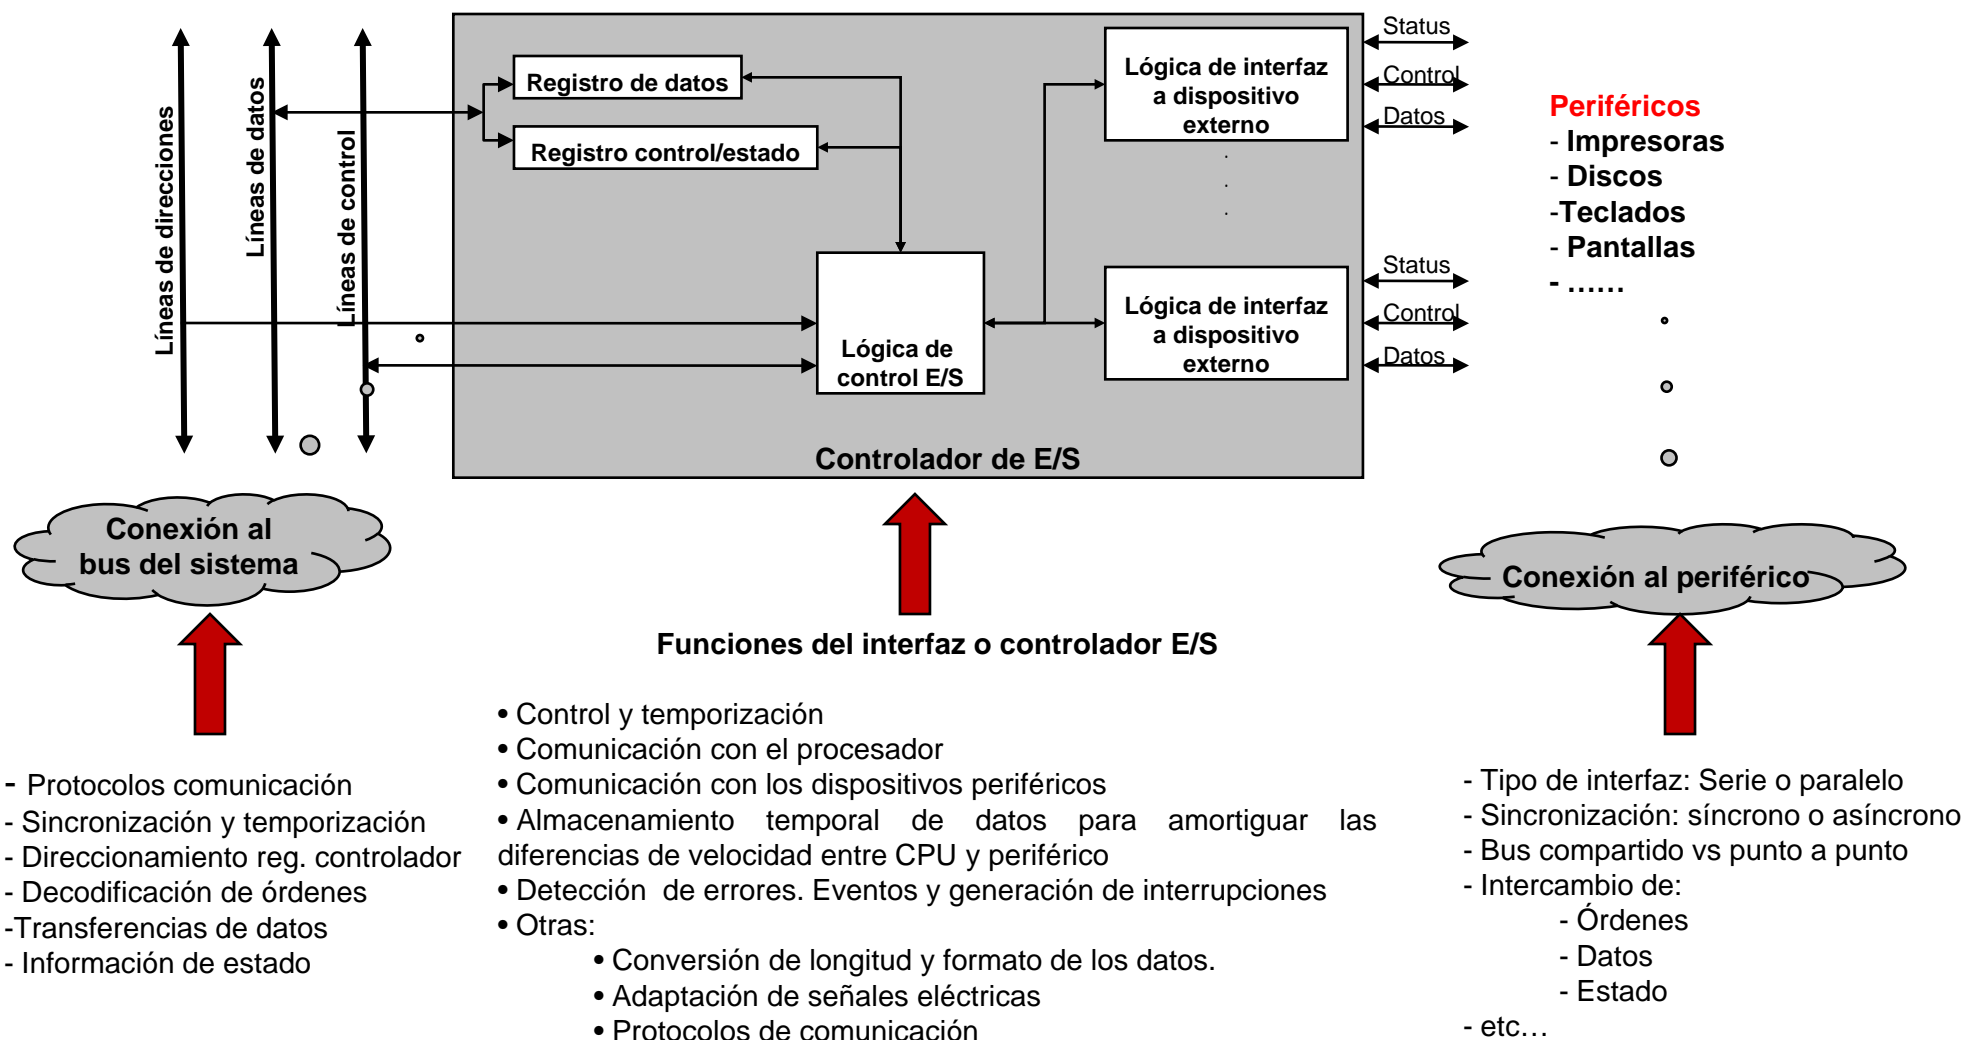 Líneas de direcciones
Líneas de datos
Líneas de control
Registro de datos
Registro control/estado
Lógica de
control E/S
Lógica de interfaz
a dispositivo
externo
.
.
.
Lógica de interfaz
a dispositivo
externo
Controlador de E/S
Status
Control
Datos
Status
Control
Datos
Periféricos
- Impresoras
- Discos
-Teclados
- Pantallas
- ......
Conexión al
bus del sistema
Conexión al periférico
- Protocolos comunicación
- Sincronización y temporización
- Direccionamiento reg. controlador
- Decodificación de órdenes
-Transferencias de datos
- Información de estado
Funciones del interfaz o controlador E/S
• Control y temporización
• Comunicación con el procesador
• Comunicación con los dispositivos periféricos
• Almacenamiento temporal de datos para amortiguar las
diferencias de velocidad entre CPU y periférico
• Detección de errores. Eventos y generación de interrupciones
• Otras:
• Conversión de longitud y formato de los datos.
• Adaptación de señales eléctricas
• Protocolos de comunicación
- Tipo de interfaz: Serie o paralelo
- Sincronización: síncrono o asíncrono
- Bus compartido vs punto a punto
- Intercambio de:
- Órdenes
- Datos
- Estado
- etc...